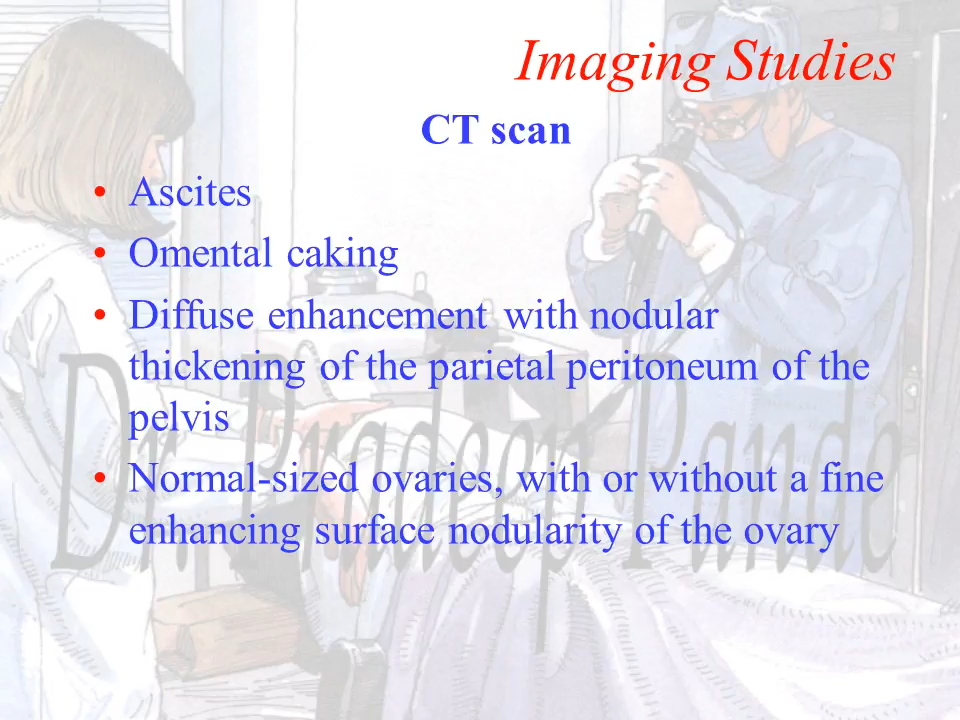 Imaging Studies
CT scan
• Ascites
• Omental caking
• Diffuse enhancement with nodular
thickening of the parietal peritoneum of the
pelvis
• Normal-sized ovaries, with or without a fine
enhancing surface nodularity of the ovary
Dr. Pradeep Pande